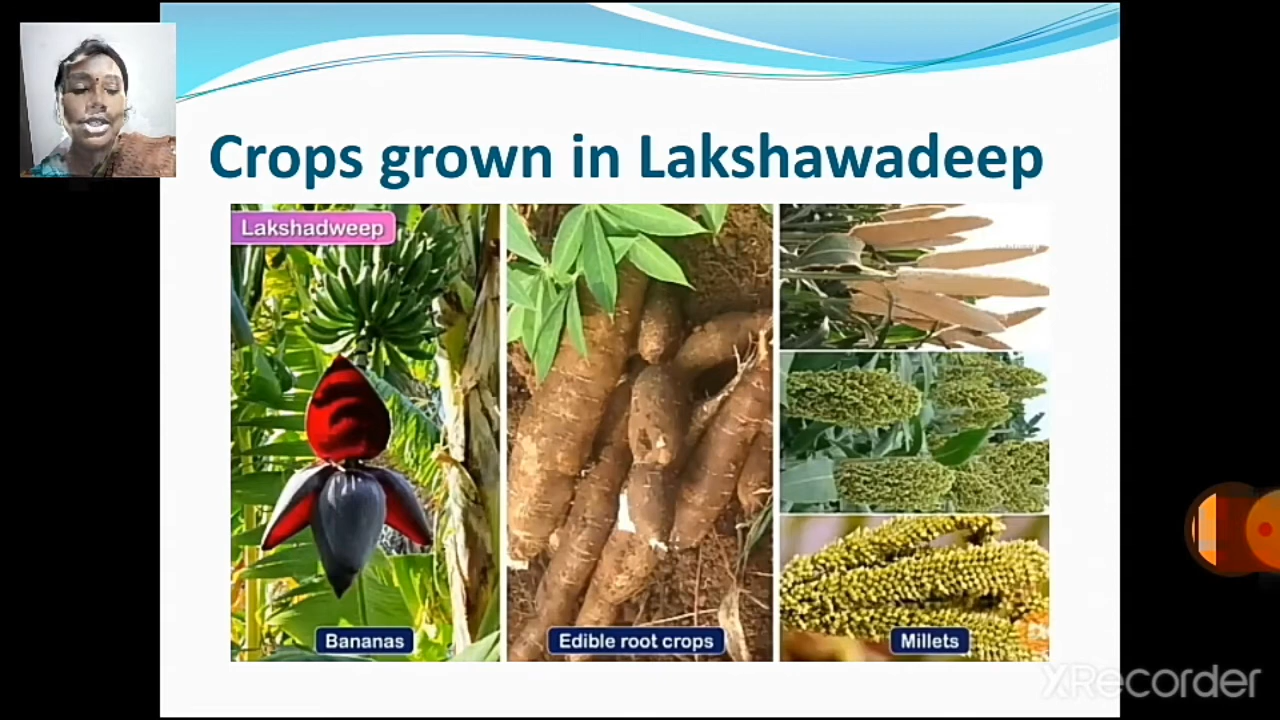 Crops grown in Lakshawadeep
Lakshadweep
Bananas
Edible root crops
Millets
XRecorder